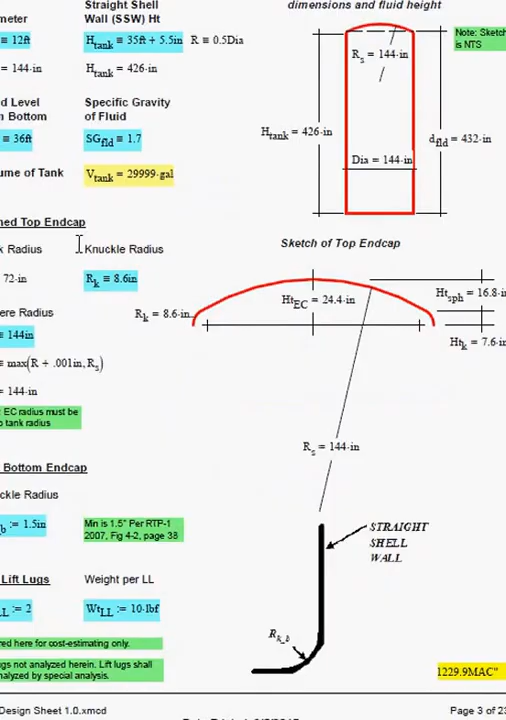 Straight Shell
dimensions and fluid height
Wall (SSW) Ht
≡ 12ft
H_tank ≡ 35ft + 5.5in R ≡ 0.5Dia
Note: Sketch
is NTS
= 144·in
H_tank = 426·in
R_s = 144·in
Specific Gravity
of Fluid
H_tank = 426·in
d_fld = 432·in
≡ 36ft
SG_fld ≡ 1.7
Dia = 144·in
ume of Tank
V_tank = 29999·gal
Top Endcap
Sketch of Top Endcap
Radius
Knuckle Radius
72·in
R_k ≡ 8.6in
Ht_EC = 24.4·in
Ht_sph = 16.8·in
R_k = 8.6·in
ere Radius
≡ 144in
Ht_k = 7.6·in
≡ max(R + .001in, R_s)
= 144·in
EC radius must be
tank radius
R_s = 144·in
Bottom Endcap
ckle Radius
:= 1.5in
Min is 1.5" Per RTP-1
2007, Fig 4-2, page 38
STRAIGHT
SHELL
WALL
Lift Lugs
Weight per LL
LL := 2
Wt_LL := 10·lbf
R_k_b
red here for cost-estimating only.
gs not analyzed herein. Lift lugs shall
nalyzed by special analysis.
1229.9MAC"
Design Sheet 1.0.xmcd
Page 3 of 23